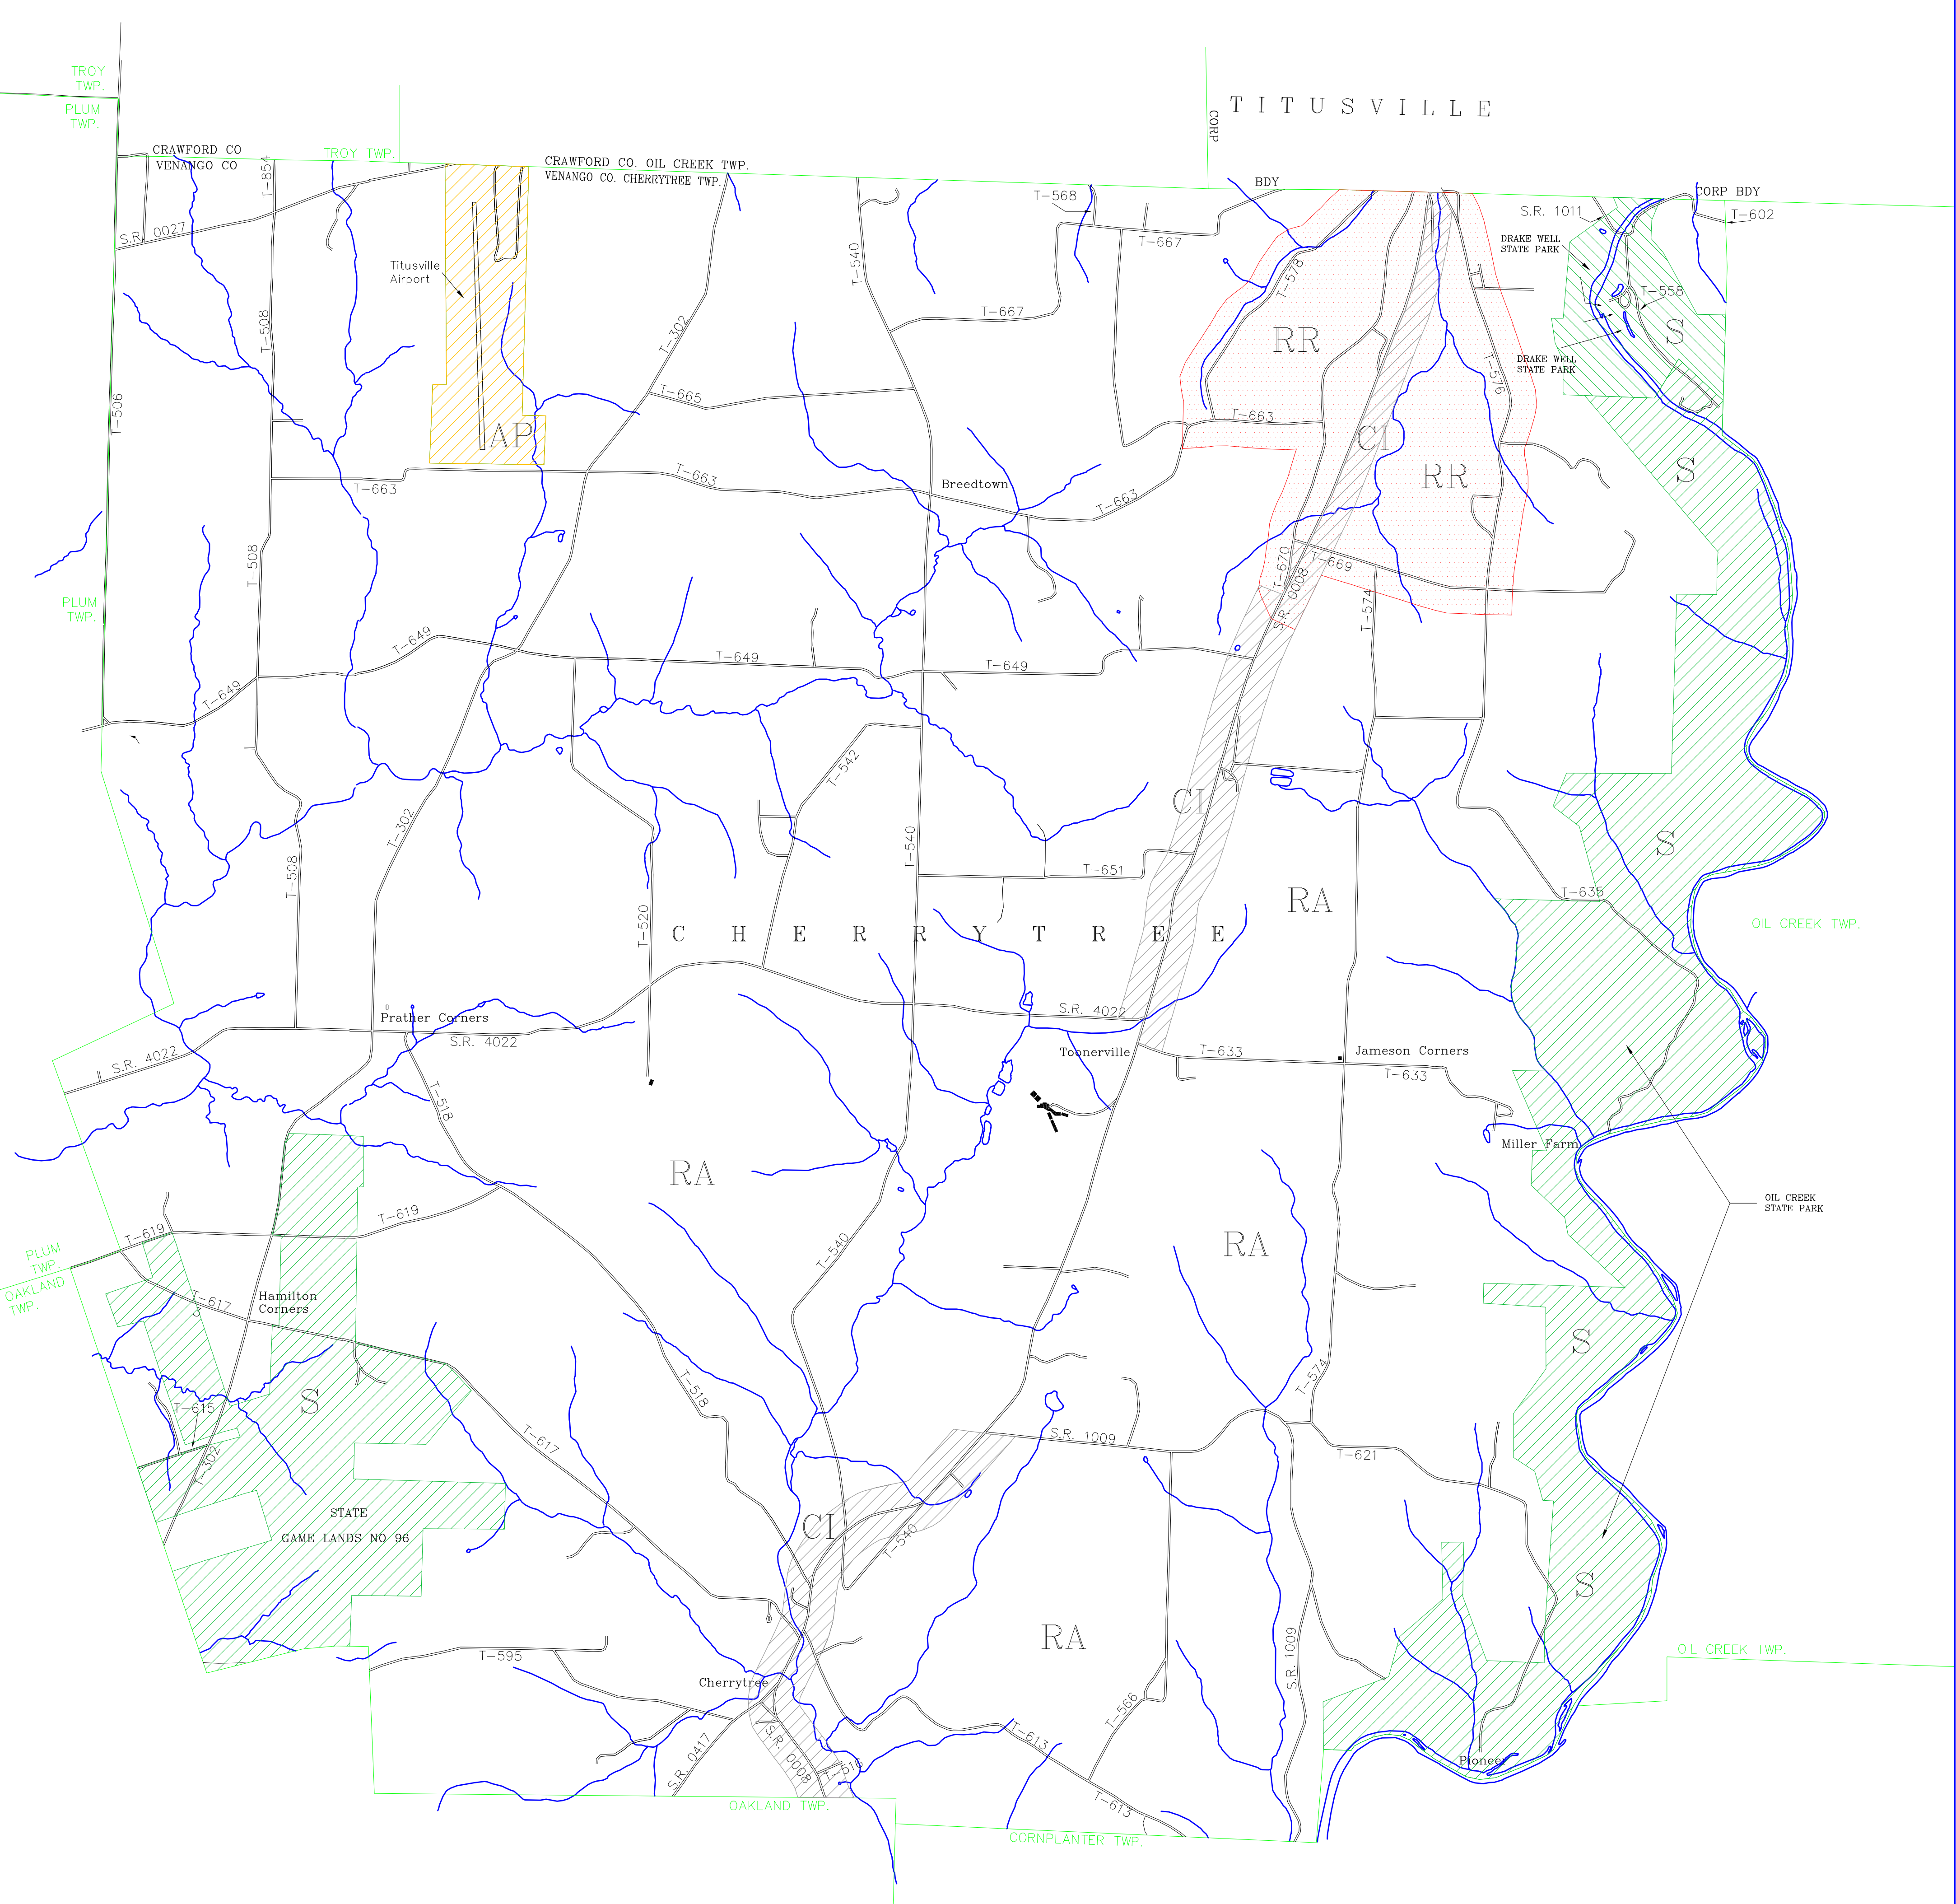 TITUSVILLE
TROY
TWP.
PLUM
TWP.
CORP
CRAWFORD CO
VENANGO CO
TROY TWP.
CRAWFORD CO. OIL CREEK TWP.
VENANGO CO. CHERRYTREE TWP.
BDY
CORP BDY
T-854
T-568
S.R. 1011
T-602
S.R. 0027
T-540
T-667
DRAKE WELL
STATE PARK
Titusville
Airport
T-578
T-558
T-508
T-302
T-667
RR
S
DRAKE WELL
STATE PARK
T-576
T-506
T-665
T-663
AP
CI
RR
S
T-663
T-663
Breedtown
T-663
T-508
T-670
T-669
S.R. 0008
T-574
PLUM
TWP.
T-649
T-649
T-649
T-649
T-542
CI
T-302
T-540
S
T-508
T-651
RA
T-635
T-520
CHERRYTREE
OIL CREEK TWP.
Prather Corners
S.R. 4022
S.R. 4022
S.R. 4022
Toonerville
T-633
Jameson Corners
T-633
T-518
Miller Farm
RA
OIL CREEK
STATE PARK
T-619
T-619
T-540
RA
PLUM
TWP.
OAKLAND
TWP.
T-617
Hamilton
Corners
S
T-574
T-518
S
T-615
T-617
S.R. 1009
T-621
T-302
STATE
GAME LANDS NO 96
CI
T-540
S
RA
S.R. 1009
T-595
OIL CREEK TWP.
Cherrytree
T-566
S.R. 0417
S.R. 0008
T-516
T-613
Pioneer
T-613
OAKLAND TWP.
CORNPLANTER TWP.